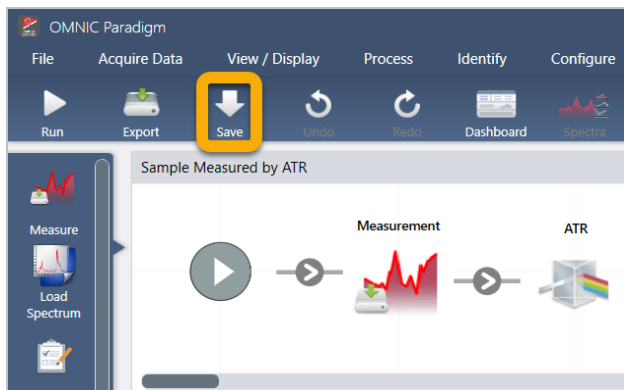 OMNIC Paradigm
File Acquire Data View / Display Process Identify Configure
Run Export Save Undo Redo Dashboard Spectra
Sample Measured by ATR
Measure
Load
Spectrum
Measurement ATR